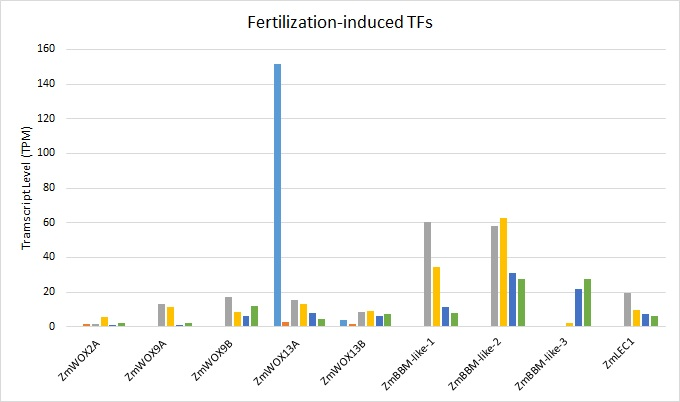 Fertilization-induced TFs
Tramscript Level (TPM)
160
140
120
100
80
60
40
20
0
ZmWOX2A
ZmWOX9A
ZmWOX9B
ZmWOX13A
ZmWOX13B
ZmBBM-like-1
ZmBBM-like-2
ZmBBM-like-3
ZmLEC1